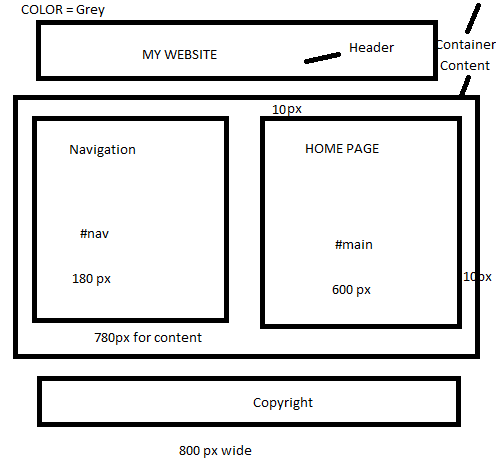 COLOR = Grey
MY WEBSITE
Header
Container
Content
10px
Navigation
HOME PAGE
#nav
#main
180 px
600 px
10px
780px for content
Copyright
800 px wide